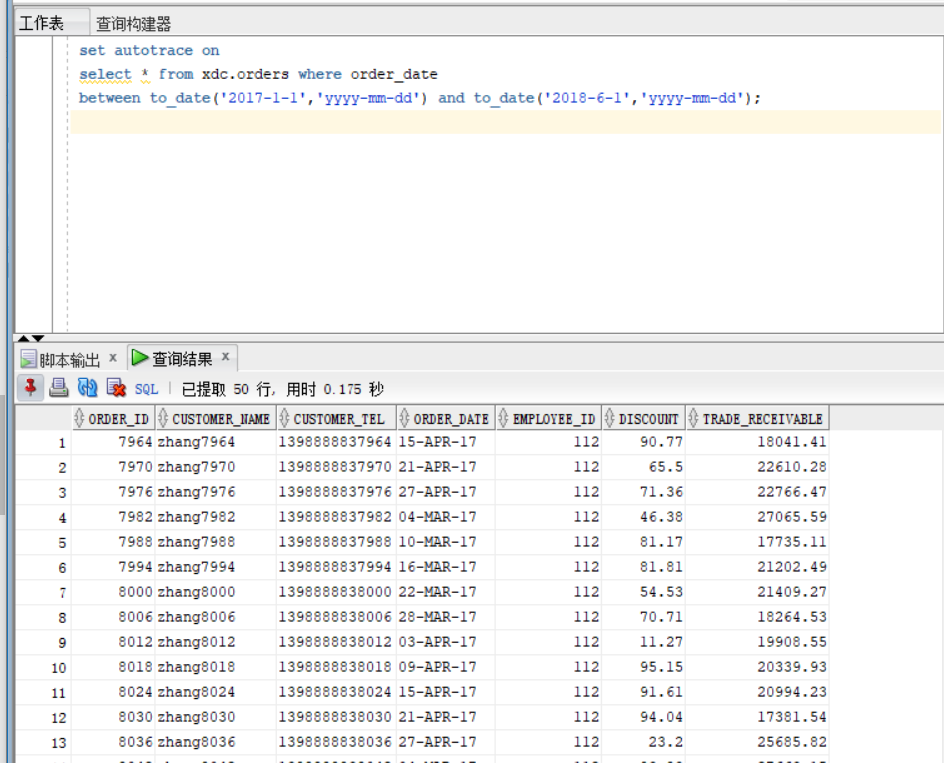 工作表 查询构建器
set autotrace on
select * from xdc.orders where order_date
between to_date('2017-1-1','yyyy-mm-dd') and to_date('2018-6-1','yyyy-mm-dd');
脚本输出 x 查询结果 x
SQL | 已提取 50 行, 用时 0.175 秒
ORDER_ID CUSTOMER_NAME CUSTOMER_TEL ORDER_DATE EMPLOYEE_ID DISCOUNT TRADE_RECEIVABLE
1 7964 zhang7964 1398888837964 15-APR-17 112 90.77 18041.41
2 7970 zhang7970 1398888837970 21-APR-17 112 65.5 22610.28
3 7976 zhang7976 1398888837976 27-APR-17 112 71.36 22766.47
4 7982 zhang7982 1398888837982 04-MAR-17 112 46.38 27065.59
5 7988 zhang7988 1398888837988 10-MAR-17 112 81.17 17735.11
6 7994 zhang7994 1398888837994 16-MAR-17 112 81.81 21202.49
7 8000 zhang8000 1398888838000 22-MAR-17 112 54.53 21409.27
8 8006 zhang8006 1398888838006 28-MAR-17 112 70.71 18264.53
9 8012 zhang8012 1398888838012 03-APR-17 112 11.27 19908.55
10 8018 zhang8018 1398888838018 09-APR-17 112 95.15 20339.93
11 8024 zhang8024 1398888838024 15-APR-17 112 91.61 20994.23
12 8030 zhang8030 1398888838030 21-APR-17 112 94.04 17381.54
13 8036 zhang8036 1398888838036 27-APR-17 112 23.2 25685.82